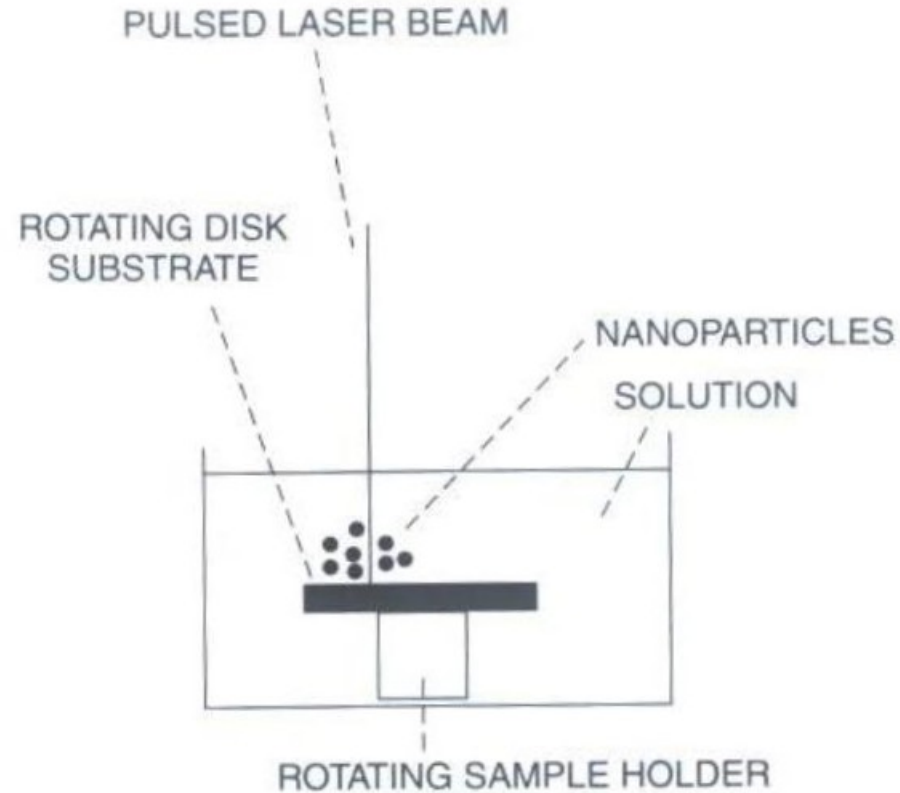 PULSED LASER BEAM
ROTATING DISK
SUBSTRATE
NANOPARTICLES
SOLUTION
ROTATING SAMPLE HOLDER